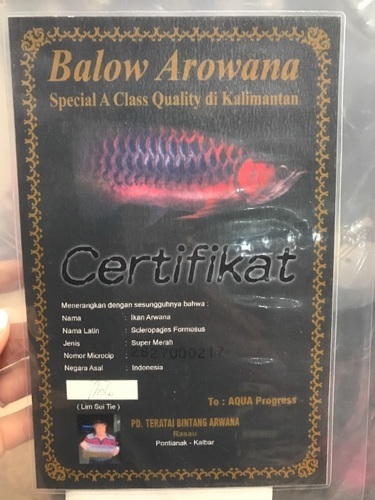 Balow Arowana
Special A Class Quality di Kalimantan
Certifikat
Menerangkan dengan sesungguhnya bahwa :
Nama : Ikan Arwana
Nama Latin : Scleropages Formosus
Jenis : Super Merah
Nomor Microcip : 2627000217
Negara Asal : Indonesia
( Lim Sui Tie )
To : AQUA Progress
PD. TERATAI BINTANG ARWANA
Rasau
Pontianak - Kalbar